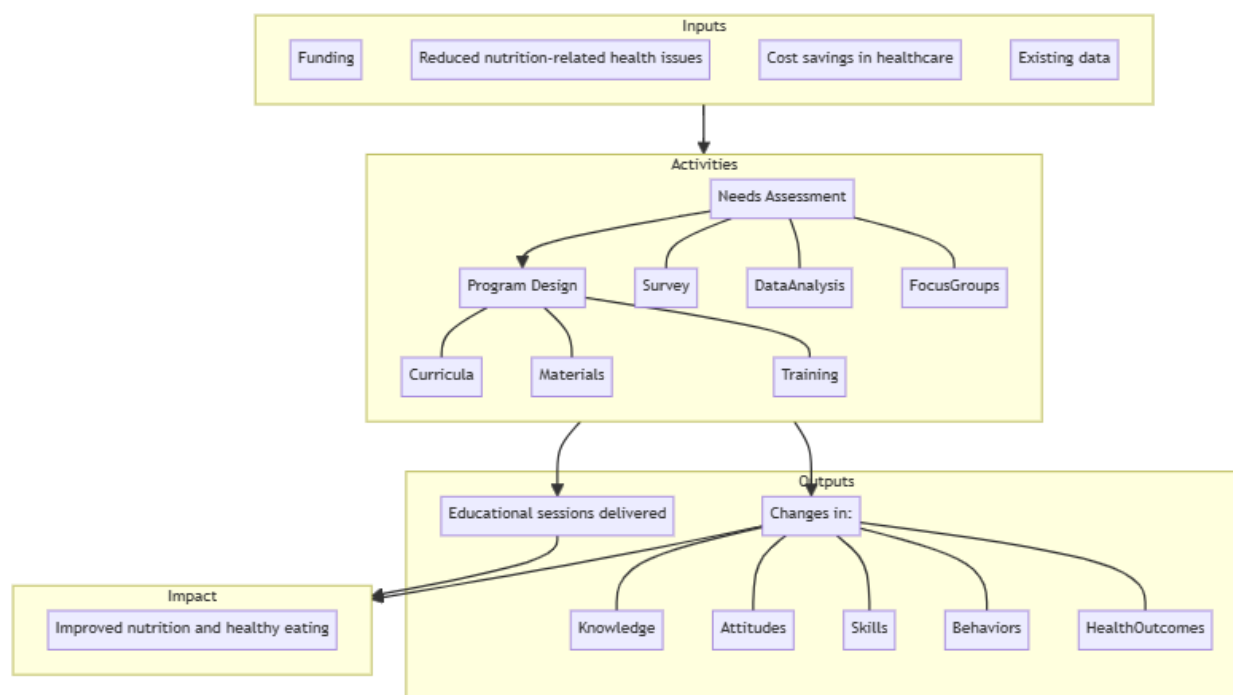 Inputs
Funding
Reduced nutrition-related health issues
Cost savings in healthcare
Existing data
Activities
Needs Assessment
Program Design
Survey
DataAnalysis
FocusGroups
Curricula
Materials
Training
Outputs
Educational sessions delivered
Changes in:
Impact
Improved nutrition and healthy eating
Knowledge
Attitudes
Skills
Behaviors
HealthOutcomes